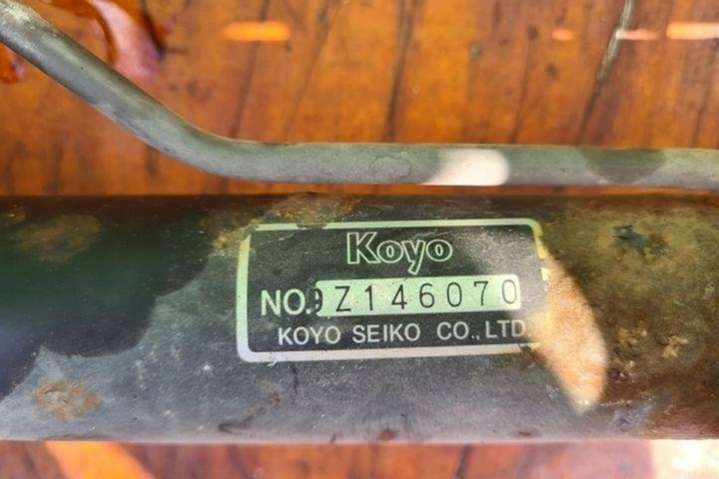 Koyo
NO. 9Z146070
KOYO SEIKO CO., LTD